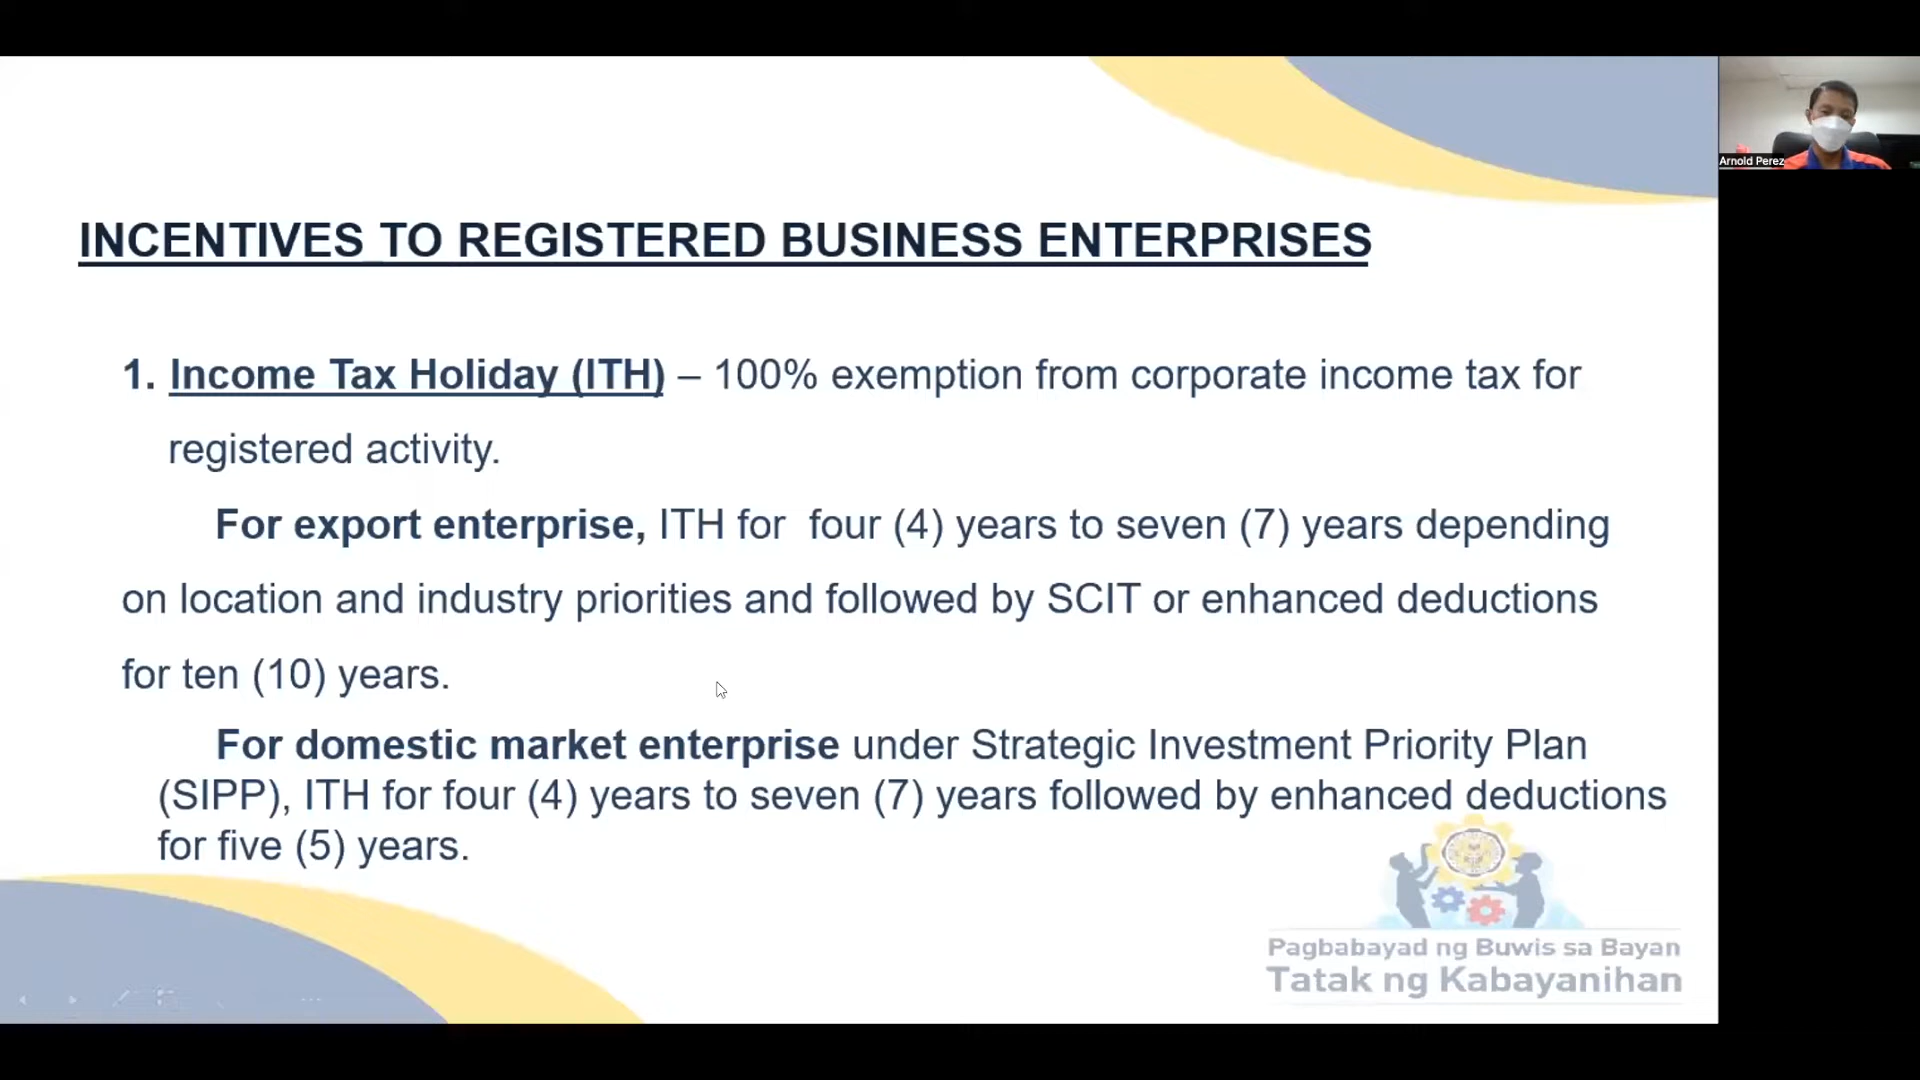 INCENTIVES TO REGISTERED BUSINESS ENTERPRISES
Arnold Perez
1. Income Tax Holiday (ITH) – 100% exemption from corporate income tax for
registered activity.
For export enterprise, ITH for four (4) years to seven (7) years depending
on location and industry priorities and followed by SCIT or enhanced deductions
for ten (10) years.
For domestic market enterprise under Strategic Investment Priority Plan
(SIPP), ITH for four (4) years to seven (7) years followed by enhanced deductions
for five (5) years.
Pagbabayad ng Buwis sa Bayan
Tatak ng Kabayanihan